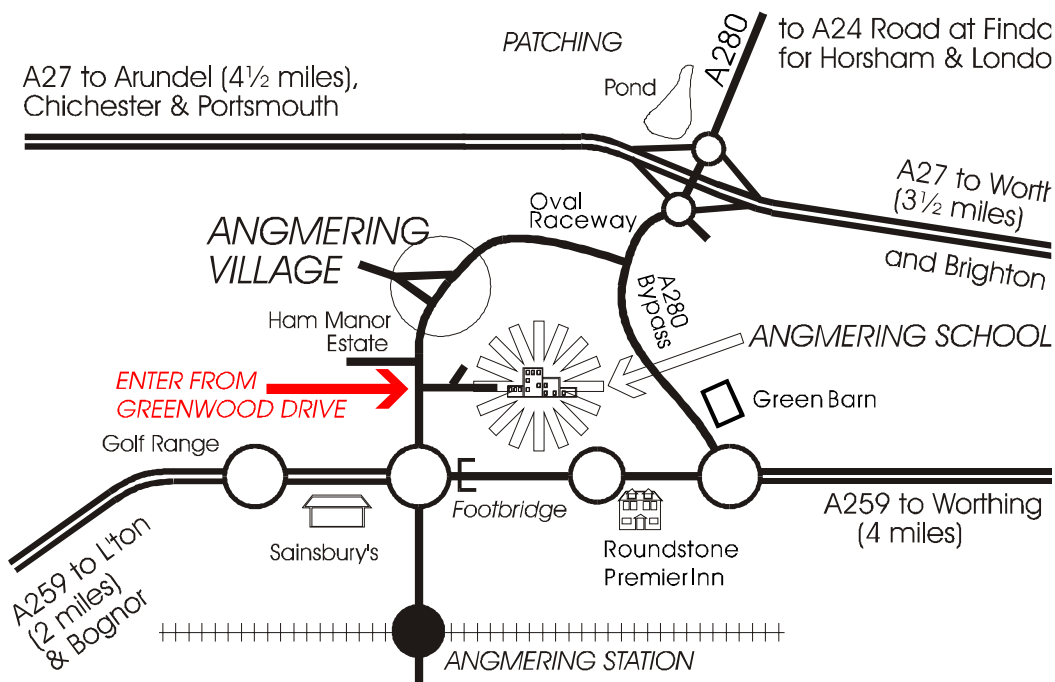 PATCHING
A280
to A24 Road at Findo
for Horsham & Londo
A27 to Arundel (4½ miles),
Chichester & Portsmouth
Pond
A27 to Worth
(3½ miles)
and Brighton
Oval
Raceway
ANGMERING
VILLAGE
A280
Bypass
Ham Manor
Estate
ANGMERING SCHOOL
ENTER FROM
GREENWOOD DRIVE
Green Barn
Golf Range
Footbridge
A259 to Worthing
(4 miles)
Sainsbury's
Roundstone
Premier Inn
A259 to L'ton
(2 miles)
& Bognor
ANGMERING STATION